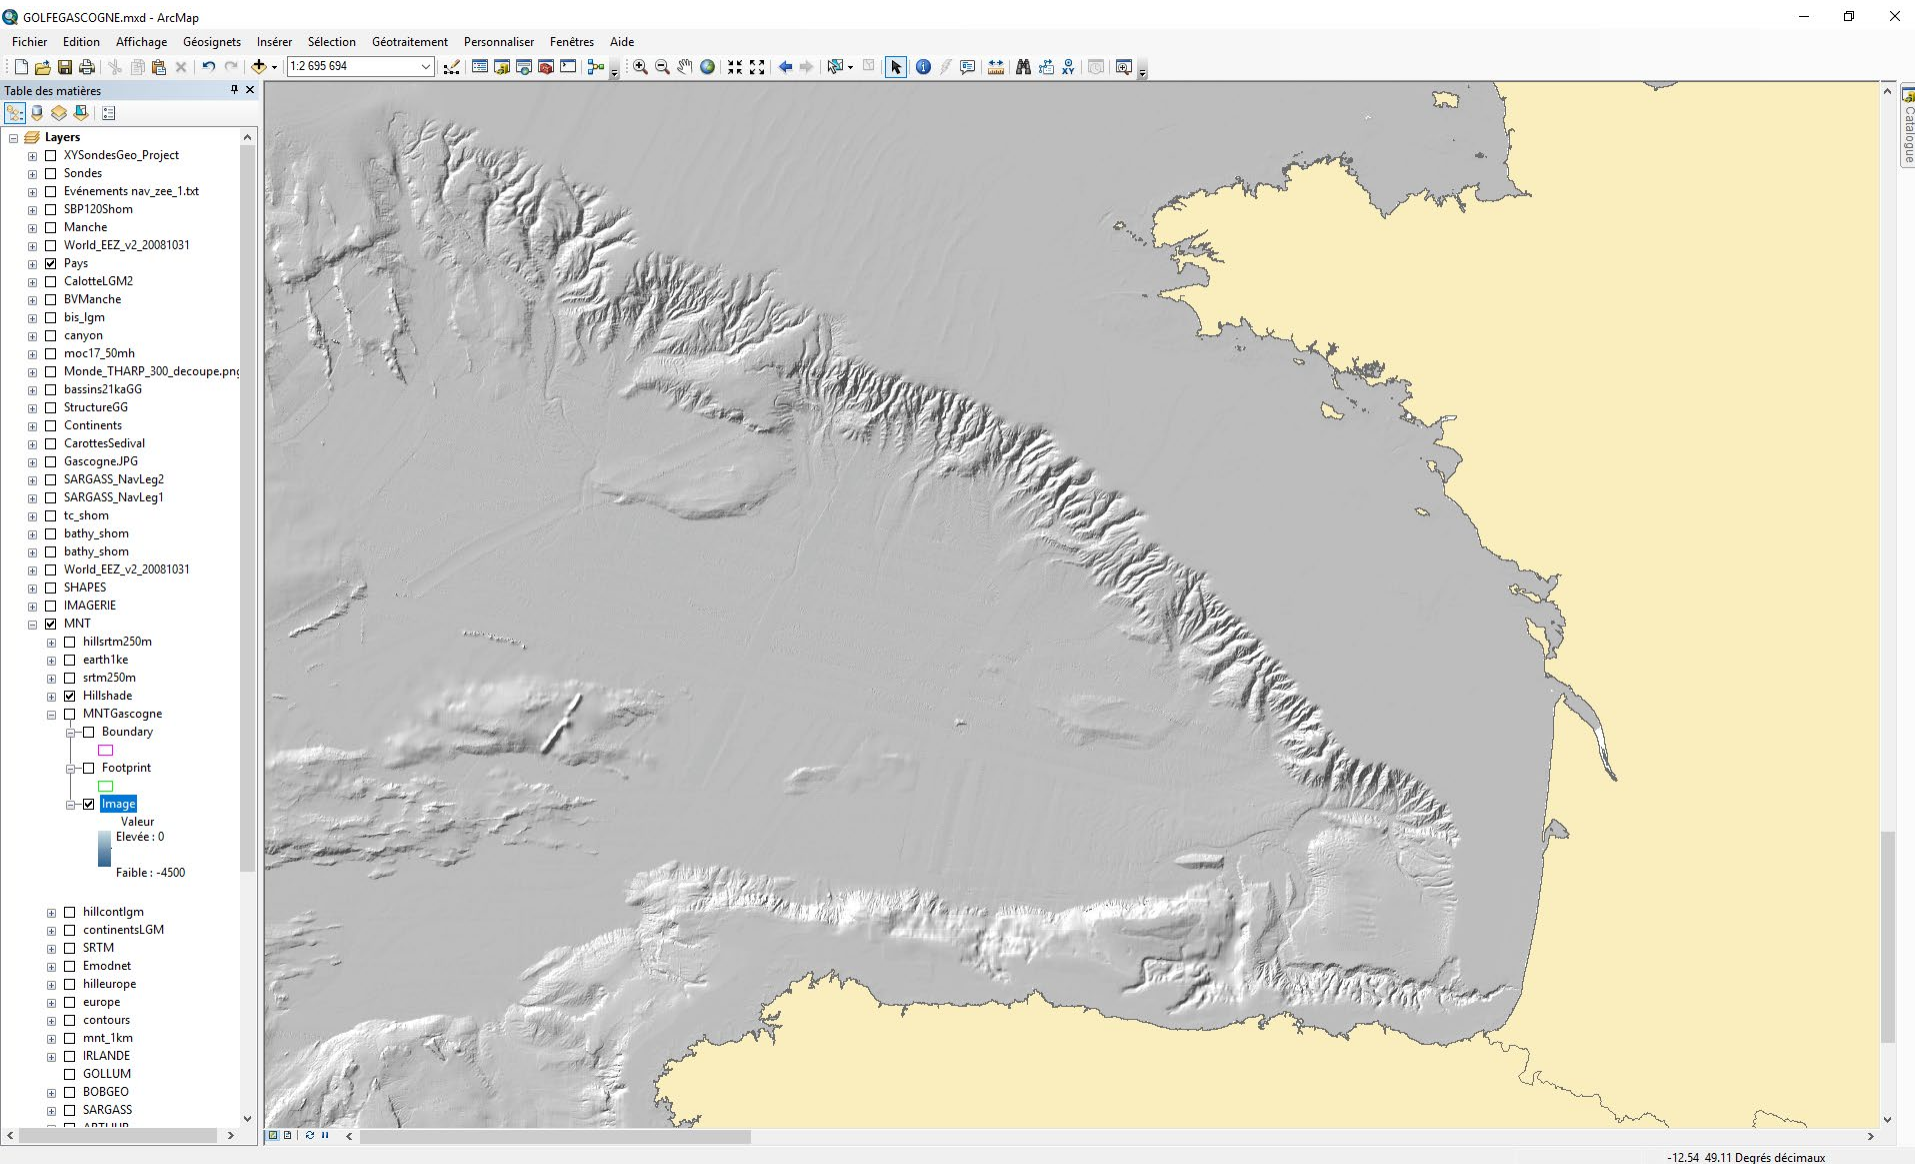 GOLFEGASCOGNE.mxd - ArcMap
Fichier Edition Affichage Géosignets Insérer Sélection Géotraitement Personnaliser Fenêtres Aide
1:2 695 694
Table des matières
Layers
XYSondesGeo_Project
Sondes
Evénements nav_zee_1.txt
SBP120Shom
Manche
World_EEZ_v2_20081031
Pays
CalotteLGM2
BVManche
bis_lgm
canyon
moc17_50mh
Monde_THARP_300_decoupe.png
bassins21kaGG
StructureGG
Continents
CarottesSedival
Gascogne.JPG
SARGASS_NavLeg2
SARGASS_NavLeg1
tc_shom
bathy_shom
bathy_shom
World_EEZ_v2_20081031
SHAPES
IMAGERIE
MNT
hillsrtm250m
earth1ke
srtm250m
Hillshade
MNTGascogne
Boundary
Footprint
Image
Valeur
Elevée : 0
Faible : -4500
hillcontlgm
continentsLGM
SRTM
Emodnet
hilleurope
europe
contours
mnt_1km
IRLANDE
GOLLUM
BOBGEO
SARGASS
Catalogue
-12.54 49.11 Degrés décimaux